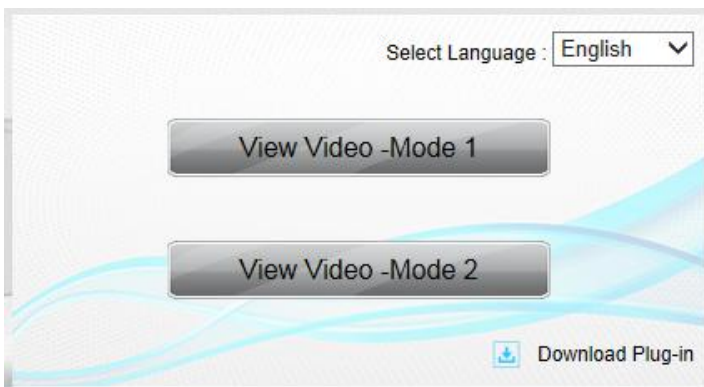 Select Language : English
View Video -Mode 1
View Video -Mode 2
Download Plug-in